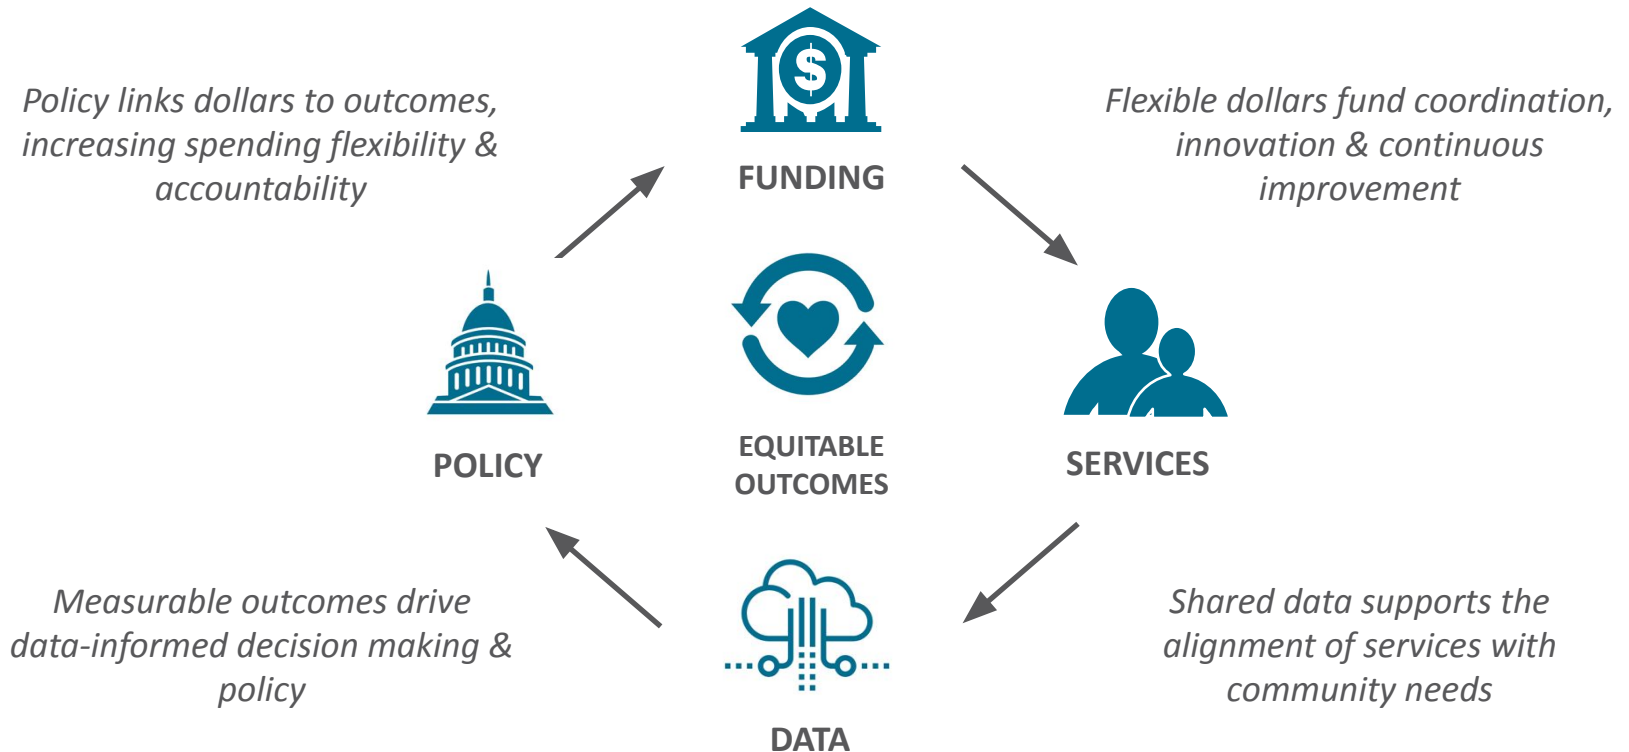 Policy links dollars to outcomes,
increasing spending flexibility &
accountability
$
FUNDING
Flexible dollars fund coordination,
innovation & continuous
improvement
POLICY
EQUITABLE
OUTCOMES
SERVICES
Measurable outcomes drive
data-informed decision making &
policy
DATA
Shared data supports the
alignment of services with
community needs